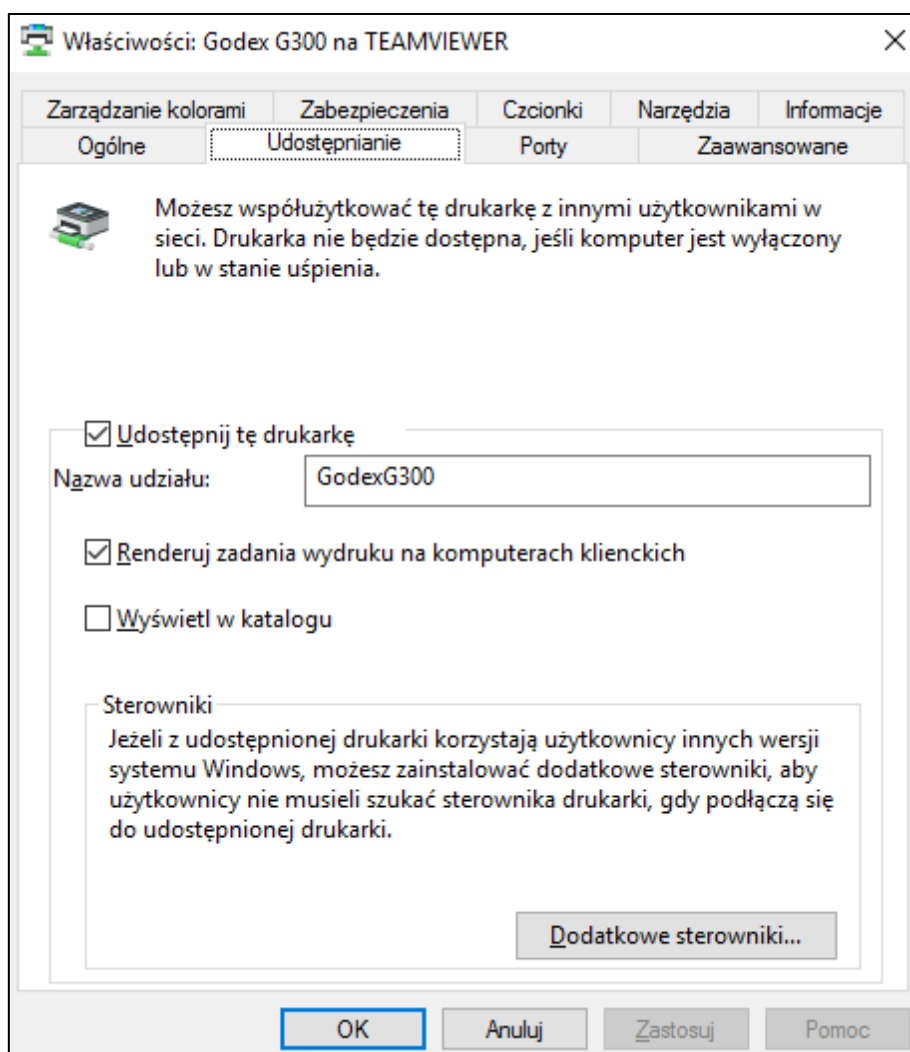 Właściwości: Godex G300 na TEAMVIEWER
Zarządzanie kolorami Zabezpieczenia Czcionki Narzędzia Informacje
Ogólne Udostępnianie Porty Zaawansowane
Możesz współużytkować tę drukarkę z innymi użytkownikami w
sieci. Drukarka nie będzie dostępna, jeśli komputer jest wyłączony
lub w stanie uśpienia.
Udostępnij tę drukarkę
Nazwa udziału: GodexG300
Renderuj zadania wydruku na komputerach klienckich
Wyświetl w katalogu
Sterowniki
Jeżeli z udostępnionej drukarki korzystają użytkownicy innych wersji
systemu Windows, możesz zainstalować dodatkowe sterowniki, aby
użytkownicy nie musieli szukać sterownika drukarki, gdy podłączą się
do udostępnionej drukarki.
Dodatkowe sterowniki...
OK Anuluj Zastosuj Pomoc